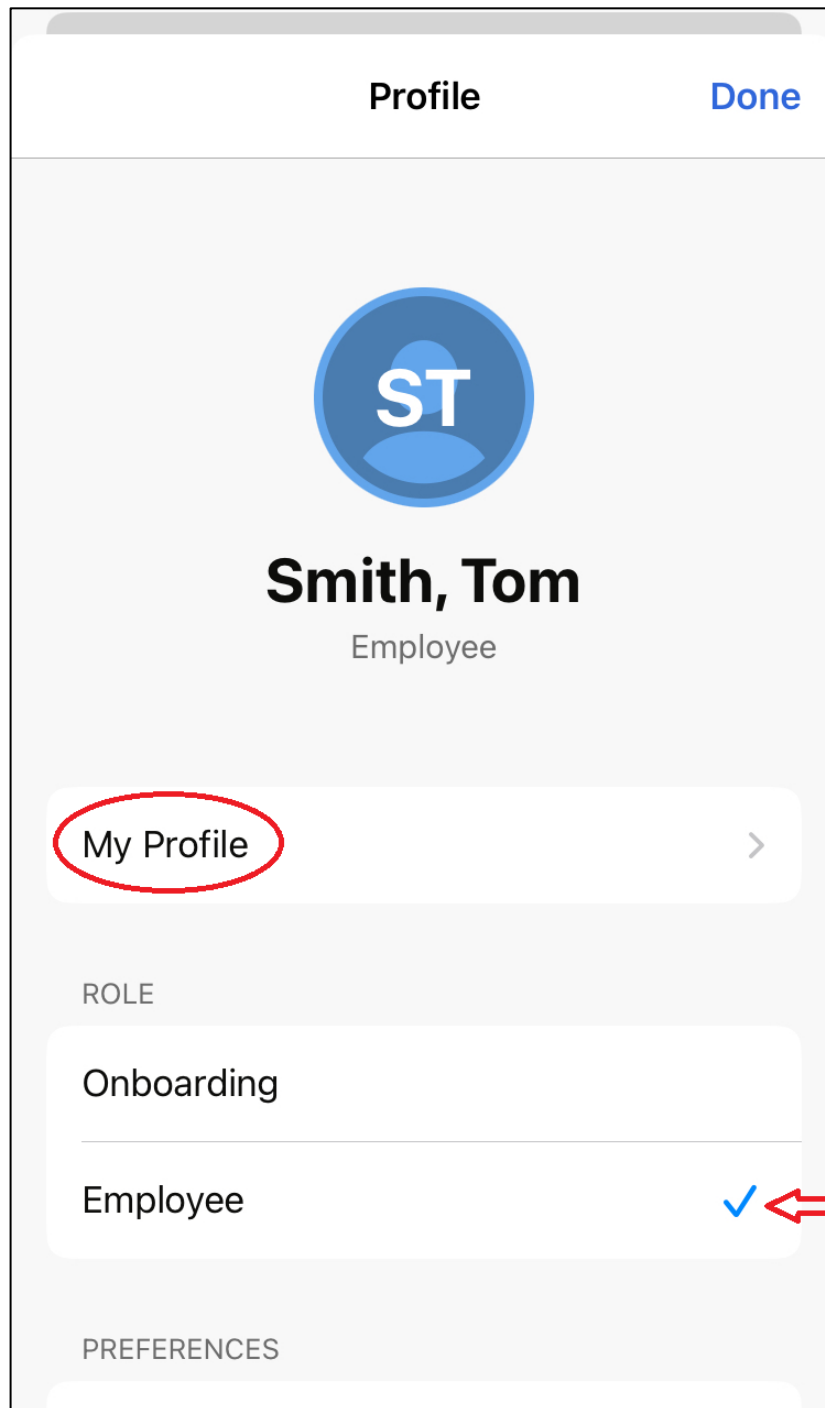 Profile
Done
ST
Smith, Tom
Employee
My Profile
ROLE
Onboarding
Employee
PREFERENCES